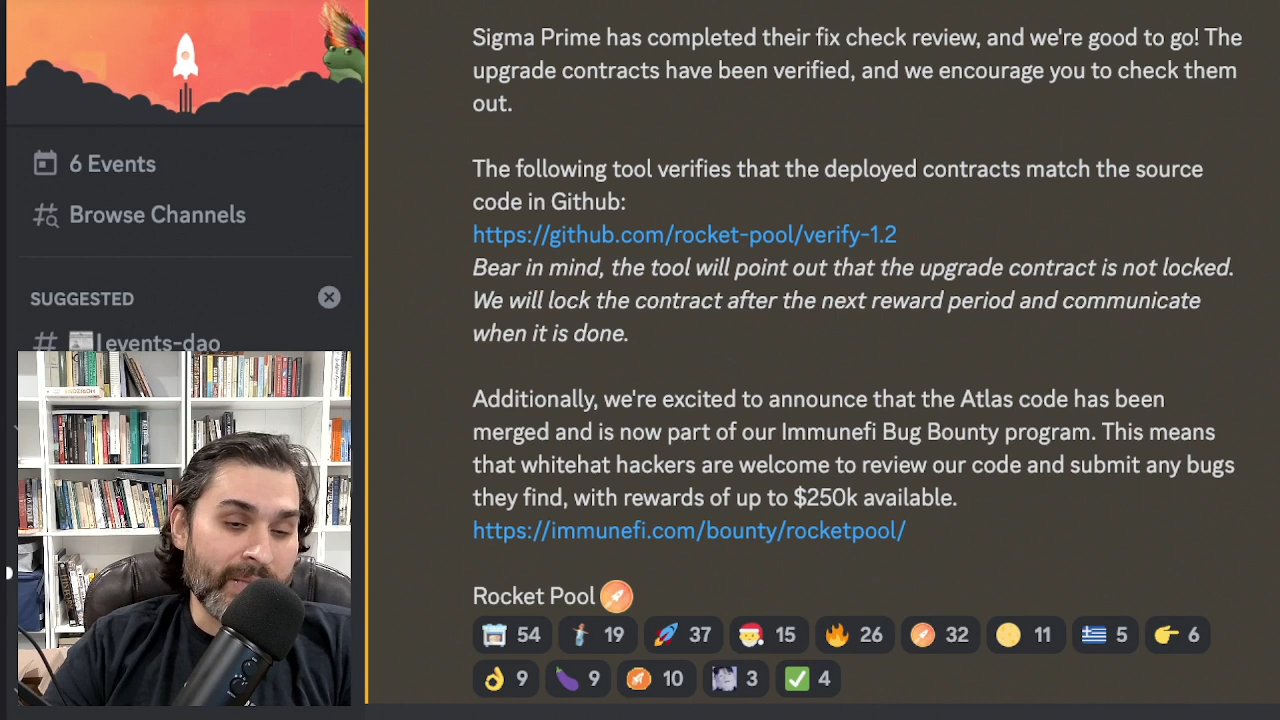 6 Events
Browse Channels
SUGGESTED
events-dao
Sigma Prime has completed their fix check review, and we're good to go! The
upgrade contracts have been verified, and we encourage you to check them
out.
The following tool verifies that the deployed contracts match the source
code in Github:
https://github.com/rocket-pool/verify-1.2
Bear in mind, the tool will point out that the upgrade contract is not locked.
We will lock the contract after the next reward period and communicate
when it is done.
Additionally, we're excited to announce that the Atlas code has been
merged and is now part of our Immunefi Bug Bounty program. This means
that whitehat hackers are welcome to review our code and submit any bugs
they find, with rewards of up to $250k available.
https://immunefi.com/bounty/rocketpool/
Rocket Pool
54 19 37 15 26 32 11 5 6
9 9 10 3 4